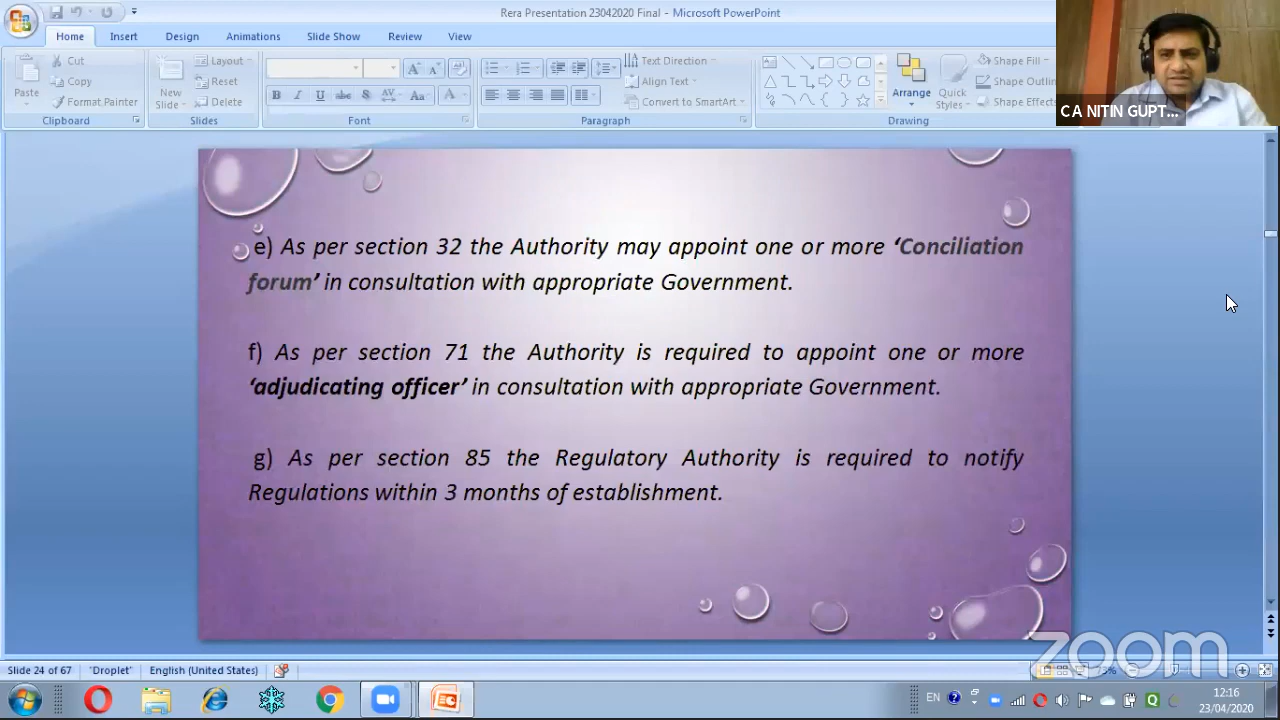 Rera Presentation 23042020 Final - Microsoft PowerPoint
Home Insert Design Animations Slide Show Review View
Cut
Copy
Format Painter
Paste
Clipboard
New Slide
Layout
Reset
Delete
Slides
B I U abc S AV Aa A
Font
Text Direction
Align Text
Convert to SmartArt
Paragraph
Arrange
Quick Styles
Shape Fill
Shape Outlin
Shape Effects
Drawing
CA NITIN GUPT...
e) As per section 32 the Authority may appoint one or more ‘Conciliation
forum’ in consultation with appropriate Government.
f) As per section 71 the Authority is required to appoint one or more
‘adjudicating officer’ in consultation with appropriate Government.
g) As per section 85 the Regulatory Authority is required to notify
Regulations within 3 months of establishment.
zoom
Slide 24 of 67 "Droplet" English (United States)
EN
12:16
23/04/2020